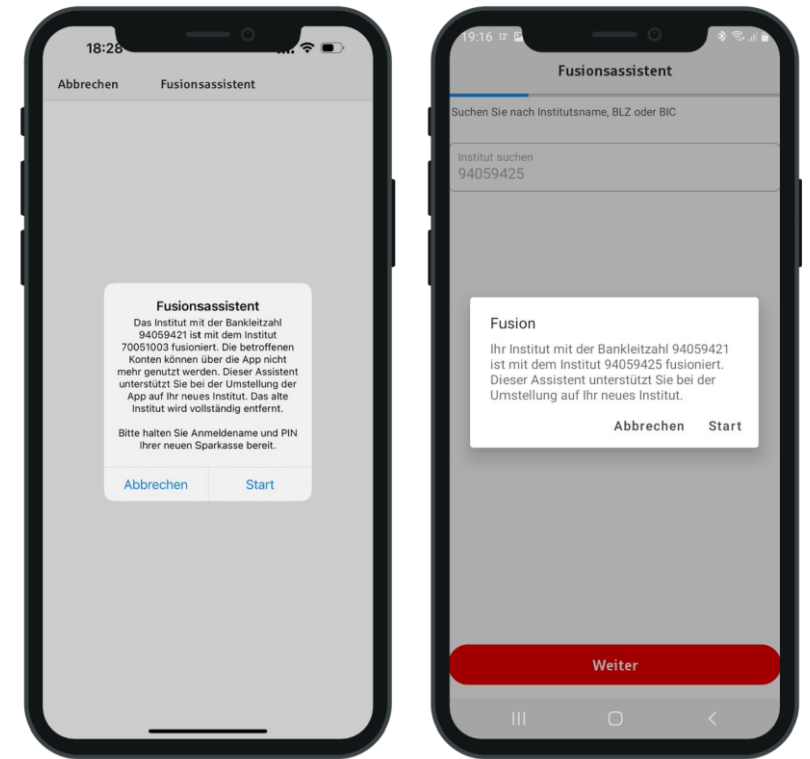 18:28
Abbrechen Fusionsassistent
Fusionsassistent
Das Institut mit der Bankleitzahl
94059421 ist mit dem Institut
70051003 fusioniert. Die betroffenen
Konten können über die App nicht
mehr genutzt werden. Dieser Assistent
unterstützt Sie bei der Umstellung der
App auf Ihr neues Institut. Das alte
Institut wird vollständig entfernt.
Bitte halten Sie Anmeldename und PIN
Ihrer neuen Sparkasse bereit.
Abbrechen Start
19:16
Fusionsassistent
Suchen Sie nach Institutsname, BLZ oder BIC
Institut suchen
94059425
Fusion
Ihr Institut mit der Bankleitzahl 94059421
ist mit dem Institut 94059425 fusioniert.
Dieser Assistent unterstützt Sie bei der
Umstellung auf Ihr neues Institut.
Abbrechen Start
Weiter